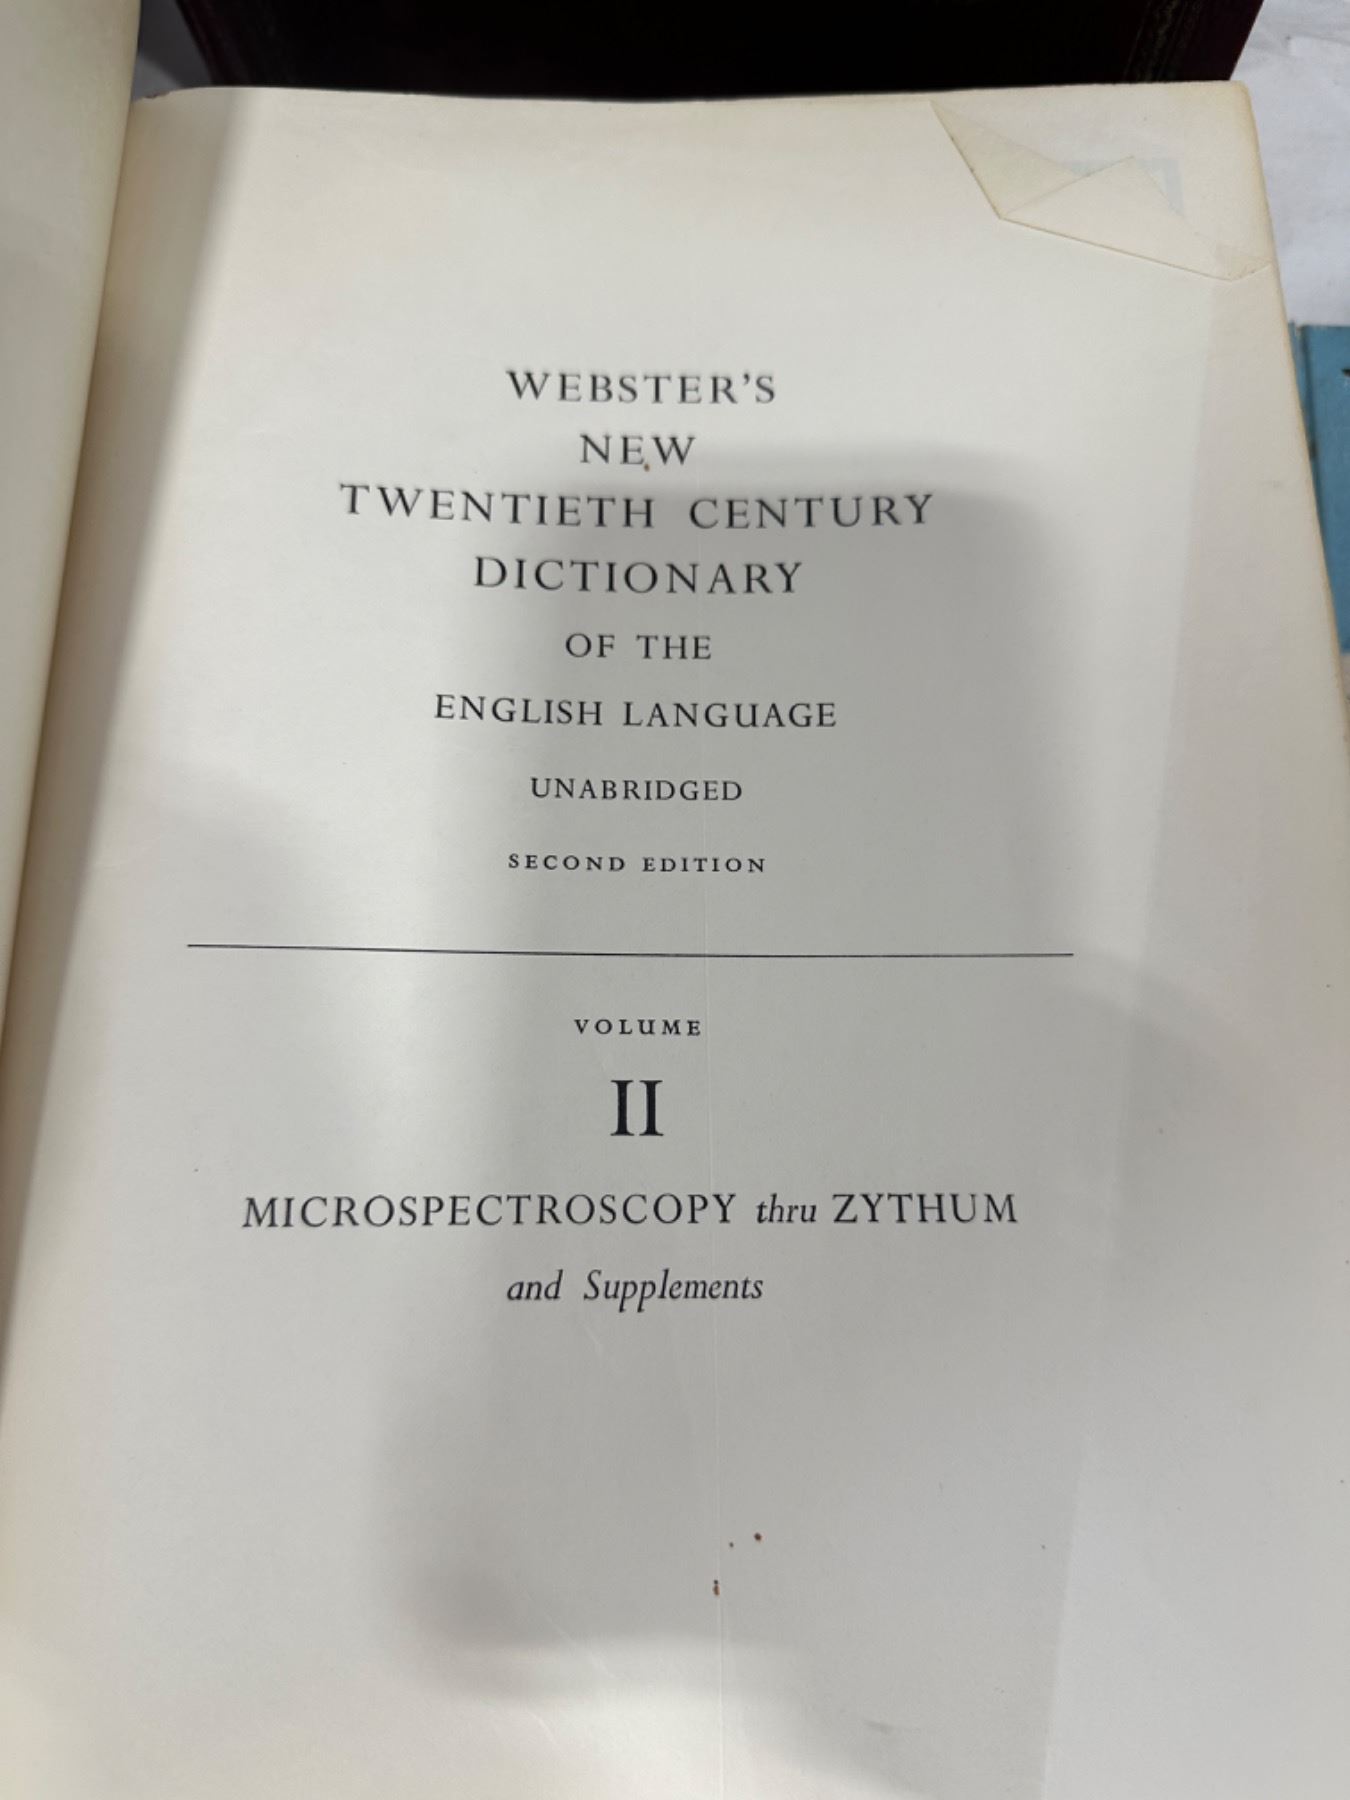 WEBSTER'S
NEW
TWENTIETH CENTURY
DICTIONARY
OF THE
ENGLISH LANGUAGE
UNABRIDGED
SECOND EDITION
VOLUME
II
MICROSPECTROSCOPY thru ZYTHUM
and Supplements